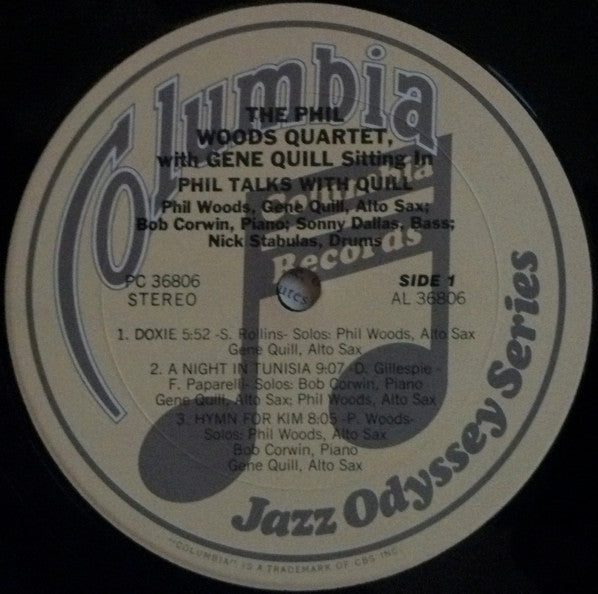 Columbia
THE PHIL
WOODS QUARTET,
with GENE QUILL Sitting In
PHIL TALKS WITH QUILL
Phil Woods, Gene Quill, Alto Sax;
Bob Corwin, Piano; Sonny Dallas, Bass;
Nick Stabulas, Drums
Columbia
Records
PC 36806
STEREO
SIDE 1
AL 36806
1. DOXIE 5:52 -S. Rollins- Solos: Phil Woods, Alto Sax
Gene Quill, Alto Sax
2. A NIGHT IN TUNISIA 9:07 -D. Gillespie -
F. Paparelli- Solos: Bob Corwin, Piano
Gene Quill, Alto Sax; Phil Woods, Alto Sax
3. HYMN FOR KIM 8:05 -P. Woods-
Solos: Phil Woods, Alto Sax
Bob Corwin, Piano
Gene Quill, Alto Sax
Jazz Odyssey Series
"COLUMBIA" IS A TRADEMARK OF CBS INC.